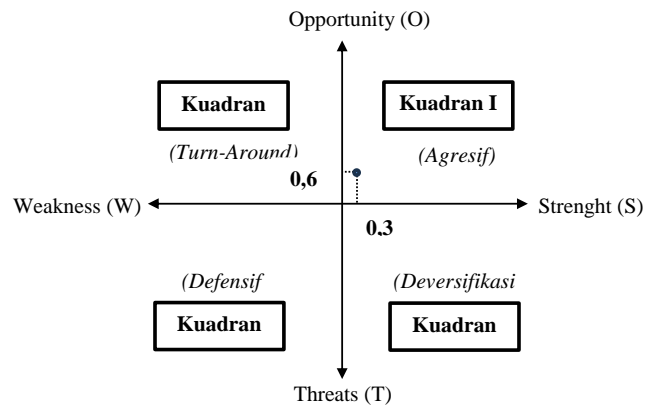 Opportunity (O)
Kuadran
Kuadran I
(Turn-Around)
(Agresif)
0,6
Weakness (W)
Strenght (S)
0,3
(Defensif
(Deversifikasi
Kuadran
Kuadran
Threats (T)